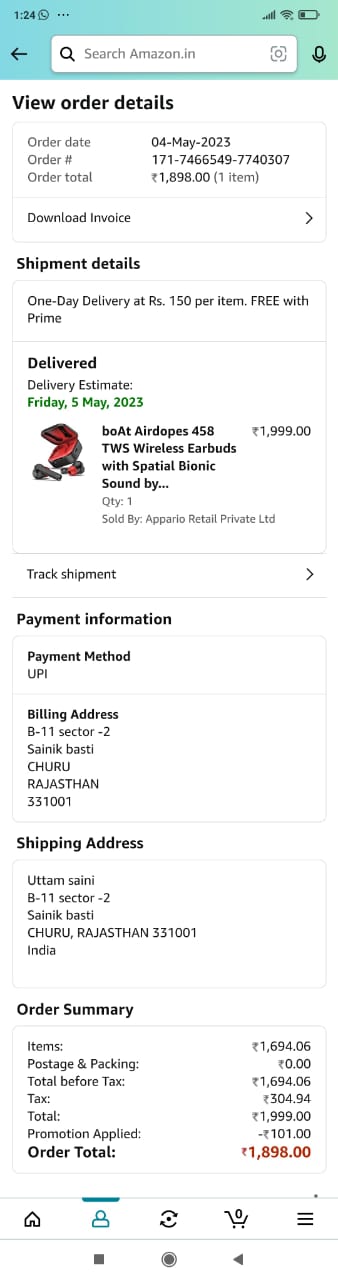 1:24 ...
Search Amazon.in
View order details
Order date 04-May-2023
Order # 171-7466549-7740307
Order total ₹1,898.00 (1 item)
Download Invoice
Shipment details
One-Day Delivery at Rs. 150 per item. FREE with
Prime
Delivered
Delivery Estimate:
Friday, 5 May, 2023
boAt Airdopes 458 ₹1,999.00
TWS Wireless Earbuds
with Spatial Bionic
Sound by...
Qty: 1
Sold By: Appario Retail Private Ltd
Track shipment
Payment information
Payment Method
UPI
Billing Address
B-11 sector -2
Sainik basti
CHURU
RAJASTHAN
331001
Shipping Address
Uttam saini
B-11 sector -2
Sainik basti
CHURU, RAJASTHAN 331001
India
Order Summary
Items: ₹1,694.06
Postage & Packing: ₹0.00
Total before Tax: ₹1,694.06
Tax: ₹304.94
Total: ₹1,999.00
Promotion Applied: -₹101.00
Order Total: ₹1,898.00
0